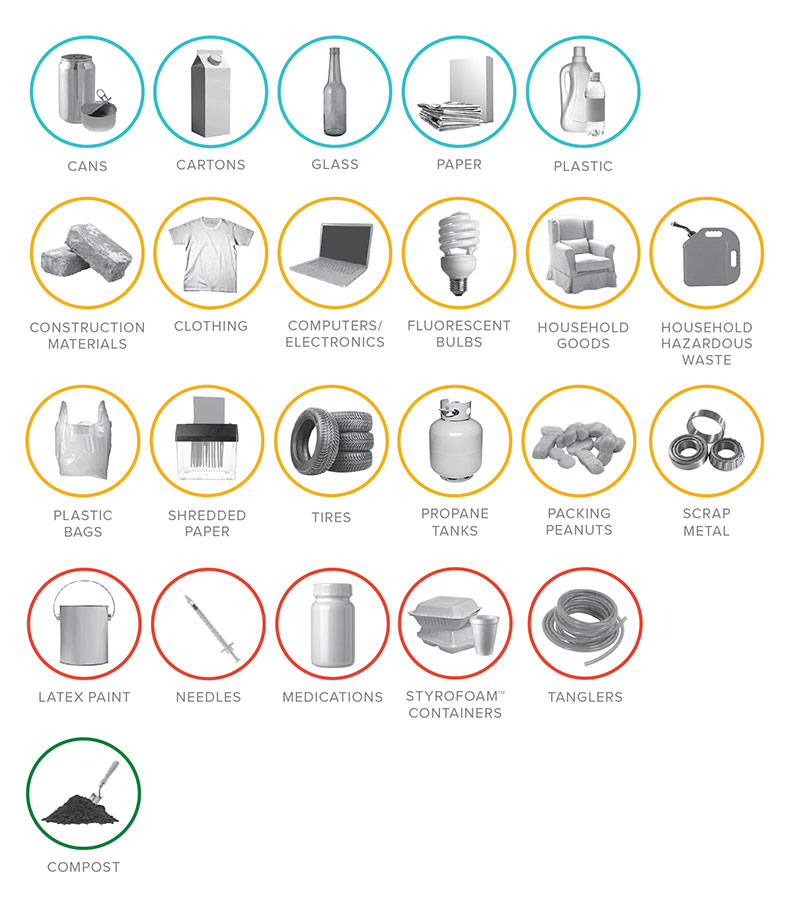 CANS
CARTONS
GLASS
PAPER
PLASTIC
CONSTRUCTION
MATERIALS
CLOTHING
COMPUTERS/
ELECTRONICS
FLUORESCENT
BULBS
HOUSEHOLD
GOODS
HOUSEHOLD
HAZARDOUS
WASTE
PLASTIC
BAGS
SHREDDED
PAPER
TIRES
PROPANE
TANKS
PACKING
PEANUTS
SCRAP
METAL
LATEX PAINT
NEEDLES
MEDICATIONS
STYROFOAM™
CONTAINERS
TANGLERS
COMPOST